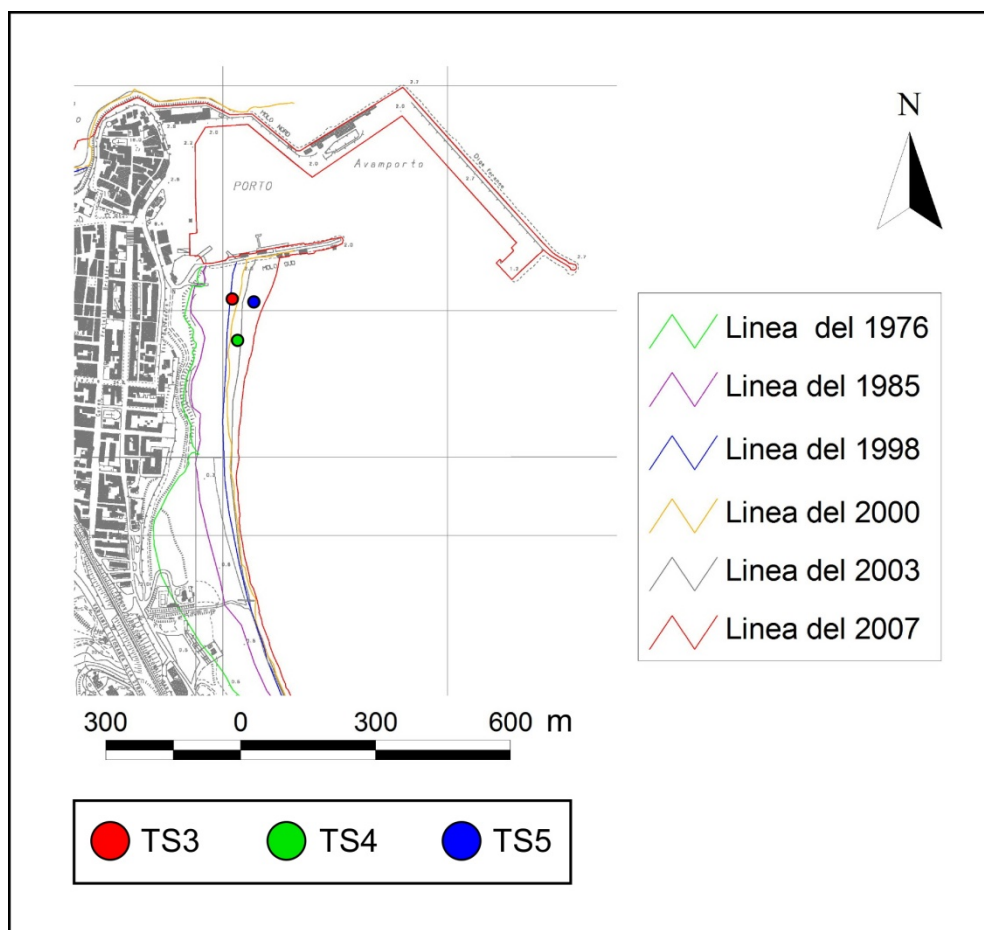 N
MOLO NORD
PORTO
Avamporto
MOLO SUD
Linea del 1976
Linea del 1985
Linea del 1998
Linea del 2000
Linea del 2003
Linea del 2007
300 0 300 600 m
TS3 TS4 TS5